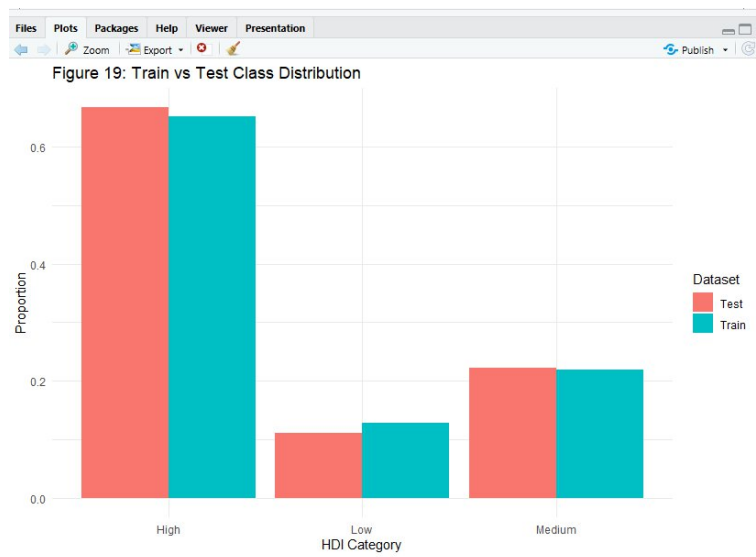 Files Plots Packages Help Viewer Presentation
Zoom Export Publish
Figure 19: Train vs Test Class Distribution
0.6
0.4
0.2
0.0
Proportion
High Low Medium
HDI Category
Dataset
Test
Train